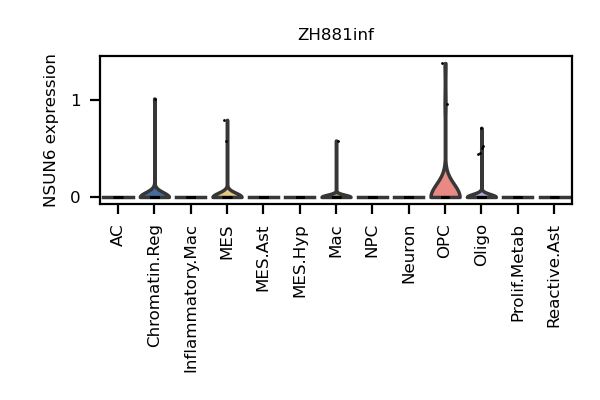 ZH881inf
NSUN6 expression
1
0
AC
Chromatin.Reg
Inflammatory.Mac
MES
MES.Ast
MES.Hyp
Mac
NPC
Neuron
OPC
Oligo
Prolif.Metab
Reactive.Ast